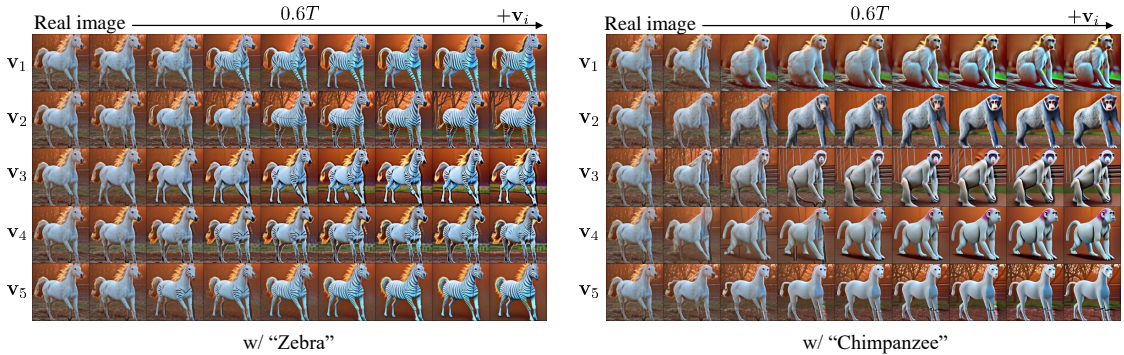 Real image 0.6T +v_i
v_1
v_2
v_3
v_4
v_5
w/ “Zebra”
Real image 0.6T +v_i
v_1
v_2
v_3
v_4
v_5
w/ “Chimpanzee”